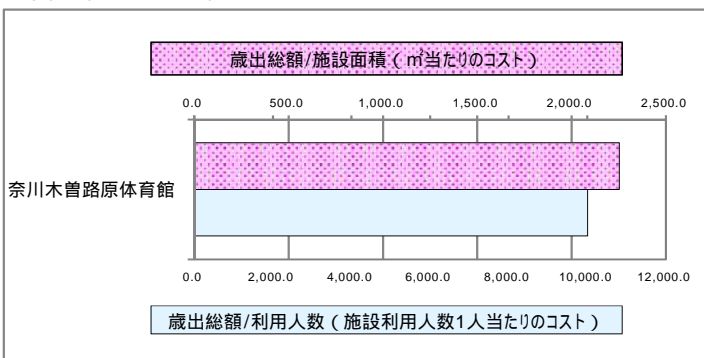 歳出総額/施設面積（㎡当たりのコスト）
0.0 500.0 1,000.0 1,500.0 2,000.0 2,500.0
奈川木曽路原体育館
0.0 2,000.0 4,000.0 6,000.0 8,000.0 10,000.0 12,000.0
歳出総額/利用人数（施設利用人数1人当たりのコスト）